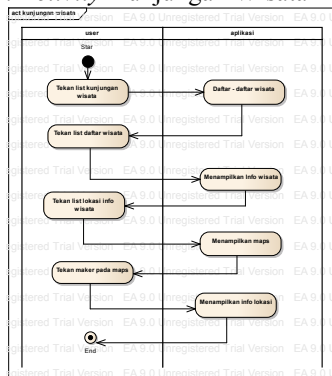 act kunjungan wisata
user
aplikasi
Start
Tekan list kunjungan
wisata
Daftar - daftar wisata
Tekan list daftar wisata
Menampilkan info wisata
Tekan list lokasi info
wisata
Menampilkan maps
Tekan maker pada maps
Menampilkan info lokasi
End
EA 9.0 Unregistered Trial Version